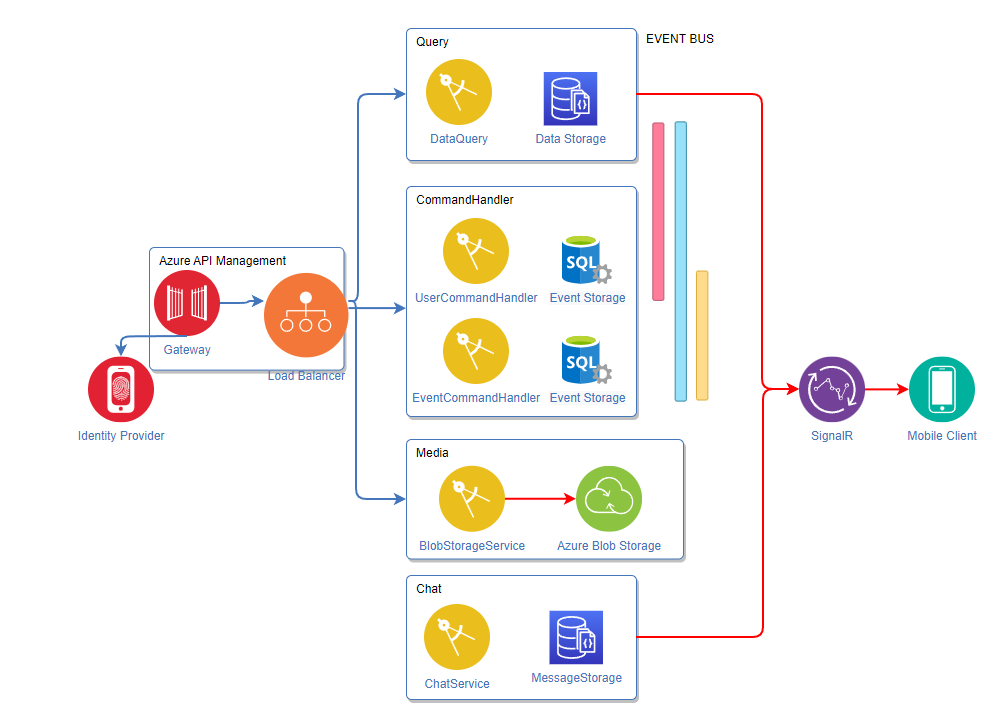 Query
EVENT BUS
DataQuery
Data Storage
CommandHandler
SQL
UserCommandHandler
Event Storage
SQL
EventCommandHandler
Event Storage
Azure API Management
Gateway
Load Balancer
Identity Provider
Media
BlobStorageService
Azure Blob Storage
Chat
ChatService
MessageStorage
SignalR
Mobile Client